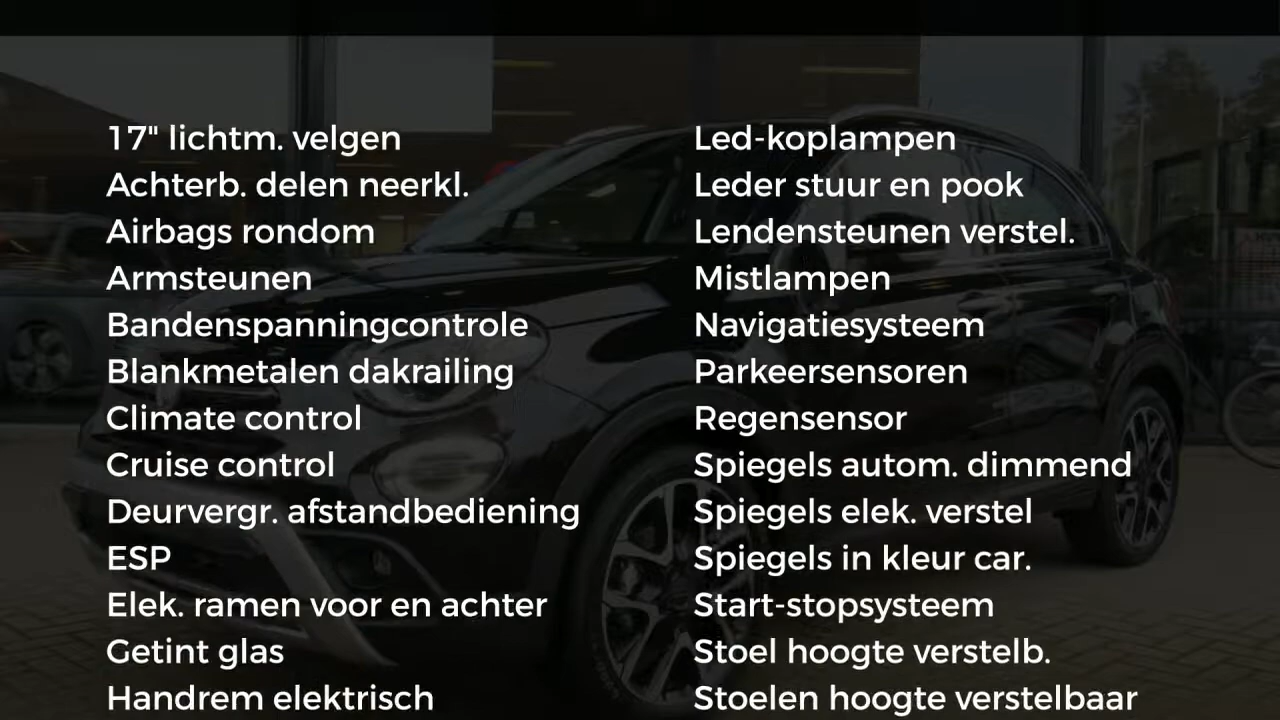 17" lichtm. velgen
Achterb. delen neerkl.
Airbags rondom
Armsteunen
Bandenspanningcontrole
Blankmetalen dakrailing
Climate control
Cruise control
Deurvergr. afstandbediening
ESP
Elek. ramen voor en achter
Getint glas
Handrem elektrisch
Led-koplampen
Leder stuur en pook
Lendensteunen verstel.
Mistlampen
Navigatiesysteem
Parkeersensoren
Regensensor
Spiegels autom. dimmend
Spiegels elek. verstel
Spiegels in kleur car.
Start-stopsysteem
Stoel hoogte verstelb.
Stoelen hoogte verstelbaar